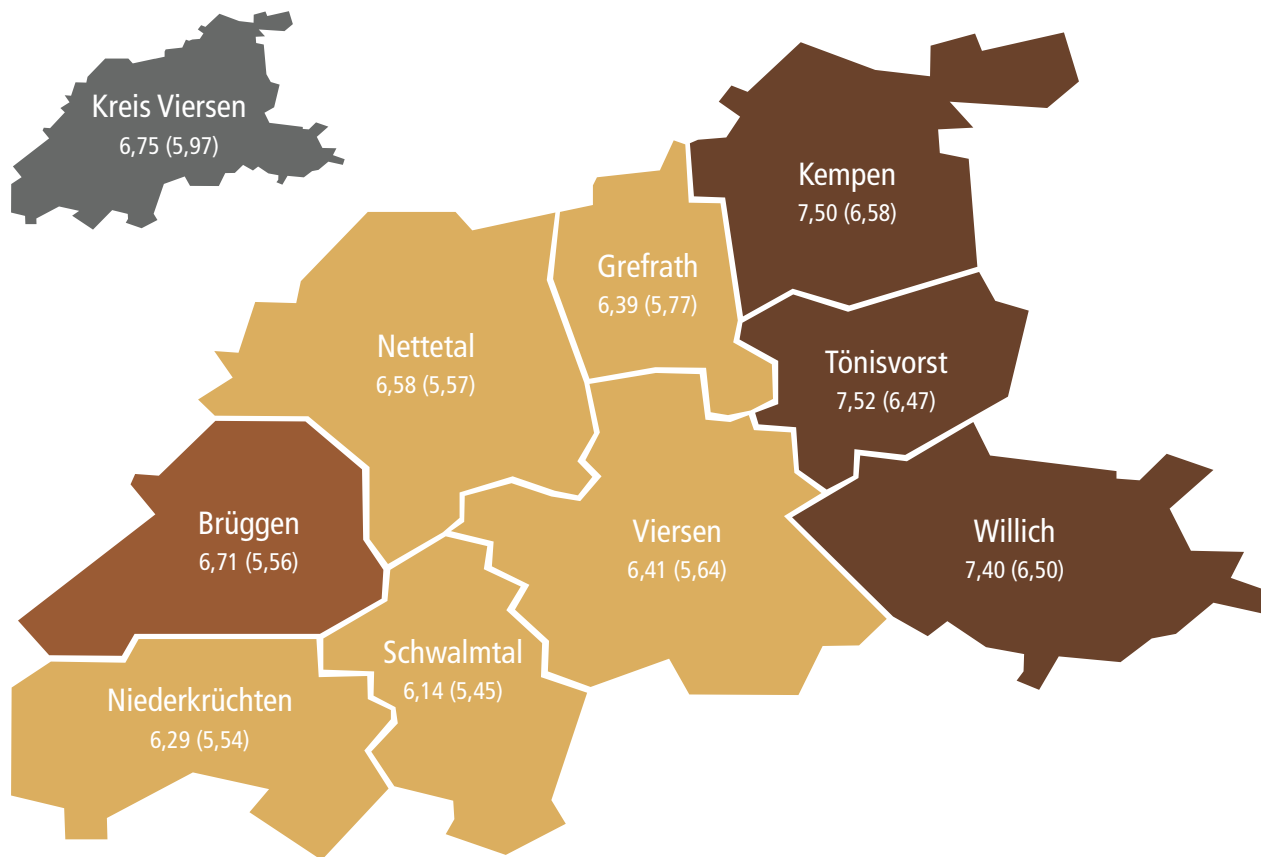 Kreis Viersen
6,75 (5,97)
Kempen
7,50 (6,58)
Grefrath
6,39 (5,77)
Nettetal
6,58 (5,57)
Tönisvorst
7,52 (6,47)
Brüggen
6,71 (5,56)
Viersen
6,41 (5,64)
Willich
7,40 (6,50)
Schwalmtal
6,14 (5,45)
Niederkrüchten
6,29 (5,54)